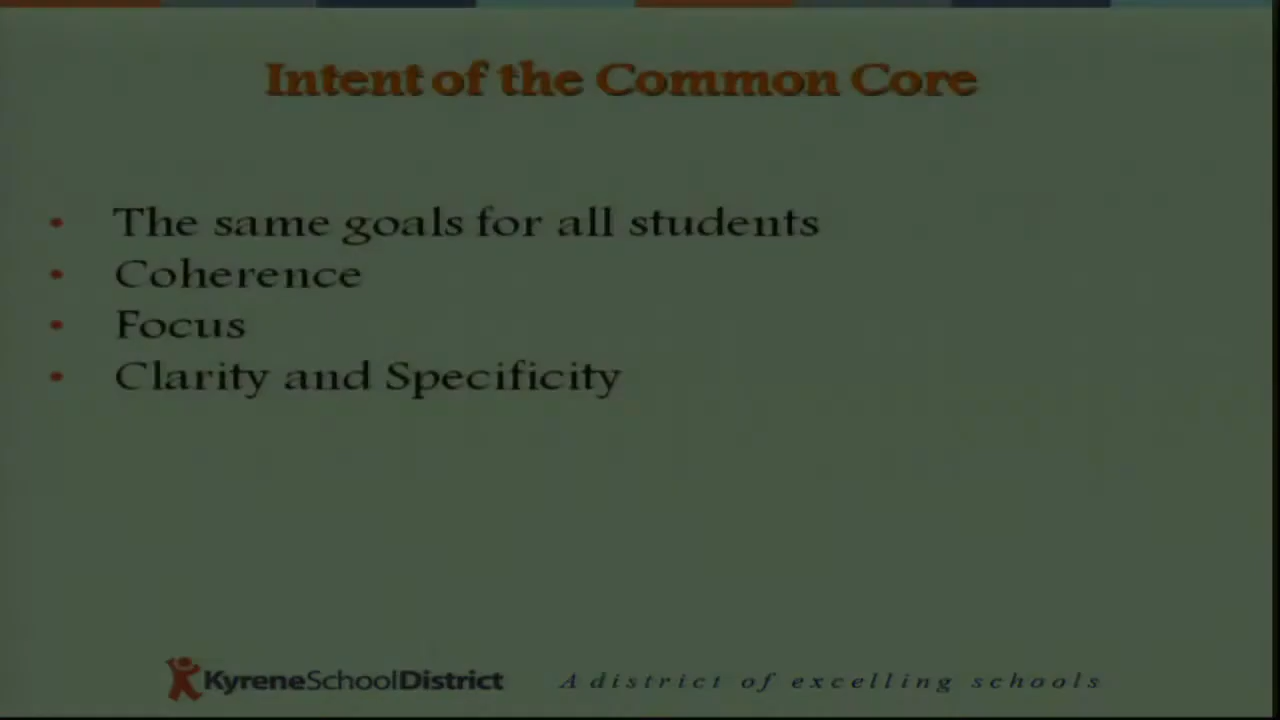 Intent of the Common Core
• The same goals for all students
• Coherence
• Focus
• Clarity and Specificity
KyreneSchoolDistrict A district of excelling schools